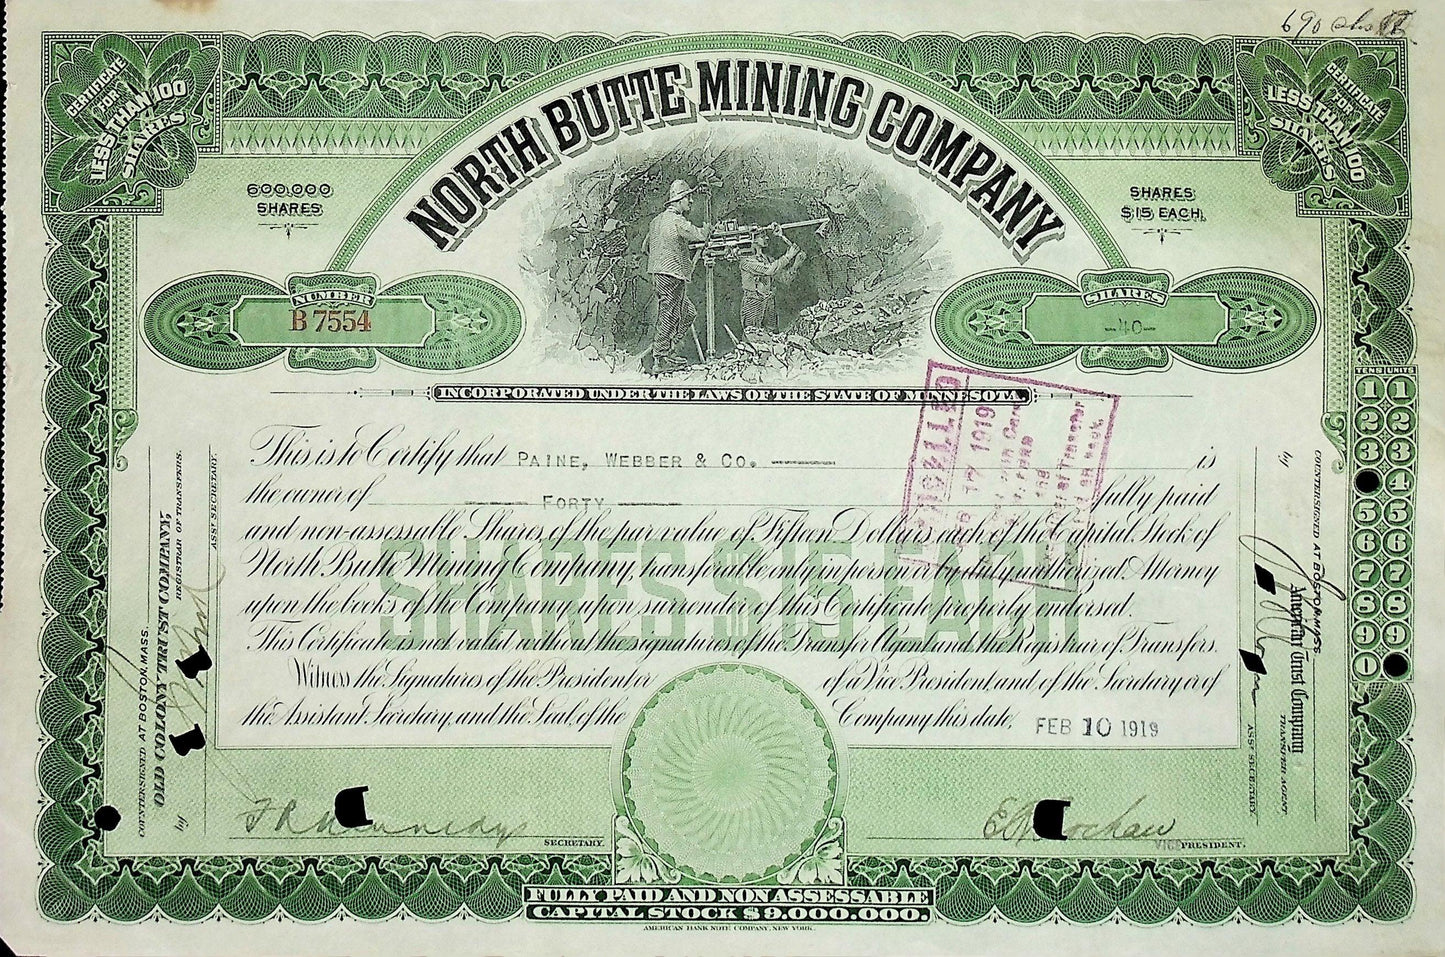 690 shs
CERTIFICATE
FOR
LESS THAN 100
SHARES
NORTH BUTTE MINING COMPANY
CERTIFICATE
FOR
LESS THAN 100
SHARES
600,000
SHARES
SHARES
$15 EACH
NUMBER
B 7554
SHARES
40
INCORPORATED UNDER THE LAWS OF THE STATE OF MINNESOTA.
TENS UNITS
1 1
2 2
3 3
4
5 5
6 6
7 7
8 8
9 9
0
This is to Certify that PAINE, WEBBER & CO. is
the owner of FORTY fully paid
and non-assessable Shares of the par value of Fifteen Dollars each of the Capital Stock of
North Butte Mining Company, transferable only in person or by duly authorized Attorney
upon the books of the Company upon surrender of this Certificate properly endorsed.
This Certificate is not valid without the signatures of the Transfer Agent and the Registrar of Transfers.
Witness the Signatures of the President or of a Vice President and of the Secretary or of
the Assistant Secretary, and the Seal, of the Company this date, FEB 10 1919
SHARES $15 EACH
CANCELLED
17 1919
COUNTERSIGNED AT BOSTON, MASS.
OLD COLONY TRUST COMPANY,
REGISTRAR OF TRANSFERS.
by
ASST SECRETARY.
COUNTERSIGNED AT BOSTON, MASS.
American Trust Company
TRANSFER AGENT
by
ASST SECRETARY
F R Kennedy
SECRETARY.
VICE PRESIDENT.
FULLY PAID AND NON ASSESSABLE
CAPITAL STOCK $9,000,000.
AMERICAN BANK NOTE COMPANY, NEW YORK.